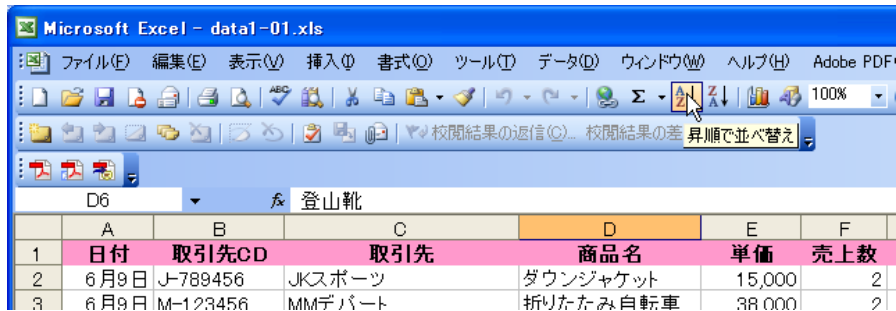 Microsoft Excel - data1-01.xls
ファイル(F) 編集(E) 表示(V) 挿入(I) 書式(O) ツール(T) データ(D) ウィンドウ(W) ヘルプ(H) Adobe PDF
ABC Σ A Z Z A 100%
校閲結果の返信(C)... 校閲結果の差 昇順で並べ替え
D6 fx 登山靴
A B C D E F
1 日付 取引先CD 取引先 商品名 単価 売上数
2 6月9日 J-789456 JKスポーツ ダウンジャケット 15,000 2
3 6月9日 M-123456 MMデパート 折りたたみ自転車 38,000 2